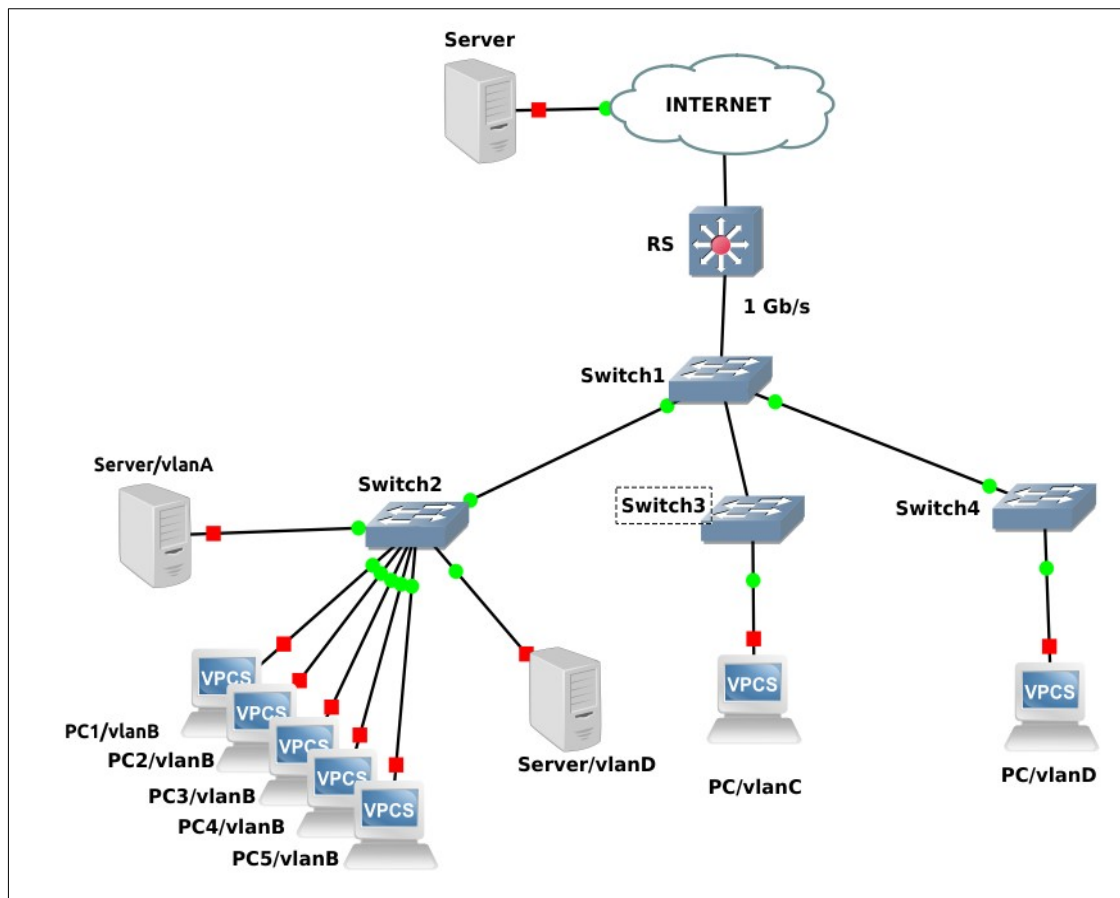 Server
INTERNET
RS
1 Gb/s
Switch1
Server/vlanA
Switch2
Switch3
Switch4
VPCS
VPCS
VPCS
VPCS
VPCS
VPCS
VPCS
PC1/vlanB
PC2/vlanB
PC3/vlanB
PC4/vlanB
PC5/vlanB
Server/vlanD
PC/vlanC
PC/vlanD